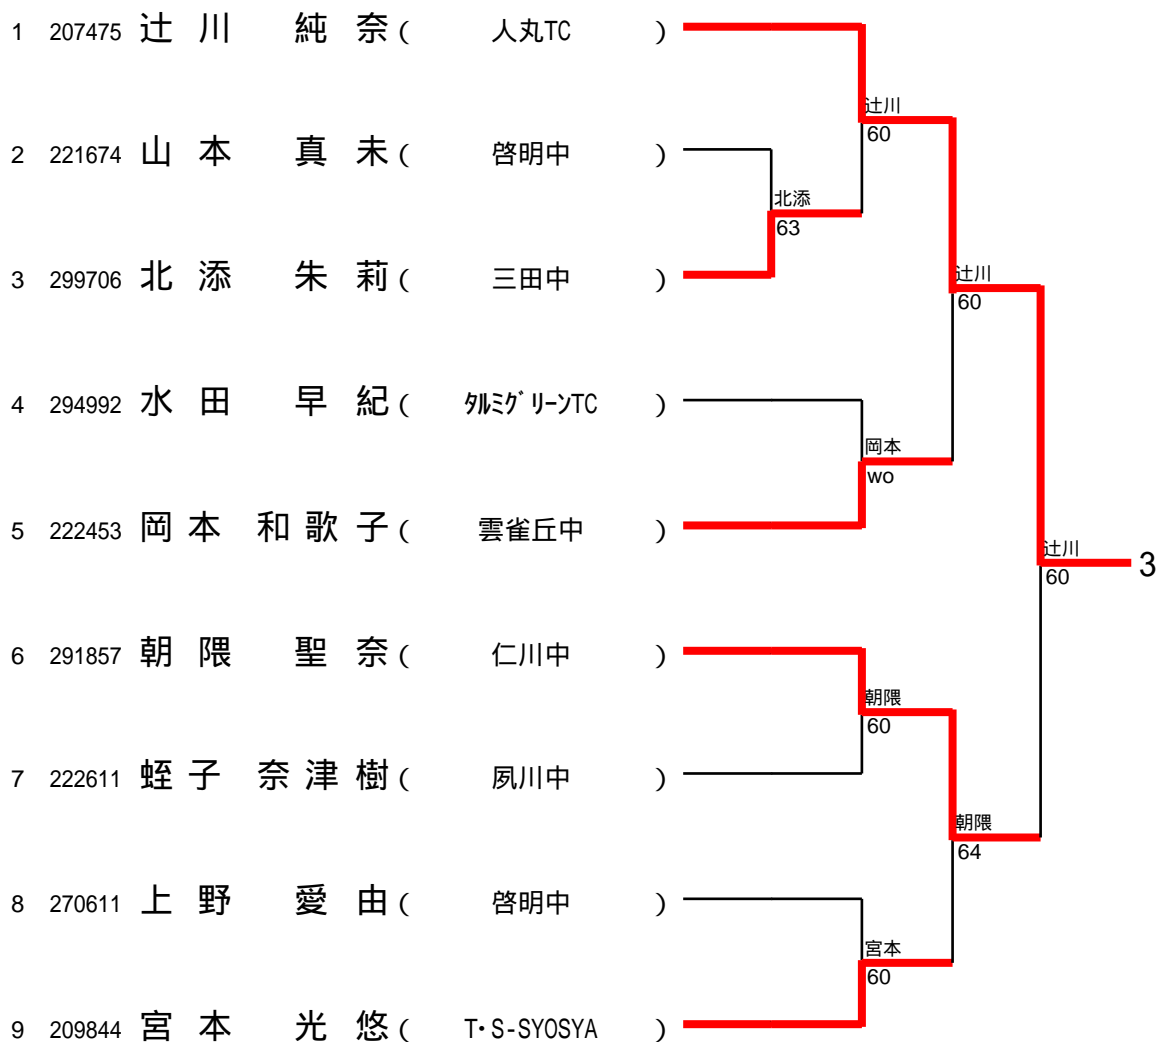 1 207475 辻川 純奈 ( 人丸TC )
辻川
60
2 221674 山本 真未 ( 啓明中 )
北添
63
3 299706 北添 朱莉 ( 三田中 )
辻川
60
4 294992 水田 早紀 ( ﾀﾙﾐｸﾞﾘｰﾝTC )
岡本
wo
5 222453 岡本 和歌子 ( 雲雀丘中 )
辻川
60
3
6 291857 朝隈 聖奈 ( 仁川中 )
朝隈
60
7 222611 蛭子 奈津樹 ( 夙川中 )
朝隈
64
8 270611 上野 愛由 ( 啓明中 )
宮本
60
9 209844 宮本 光悠 ( T・S-SYOSYA )